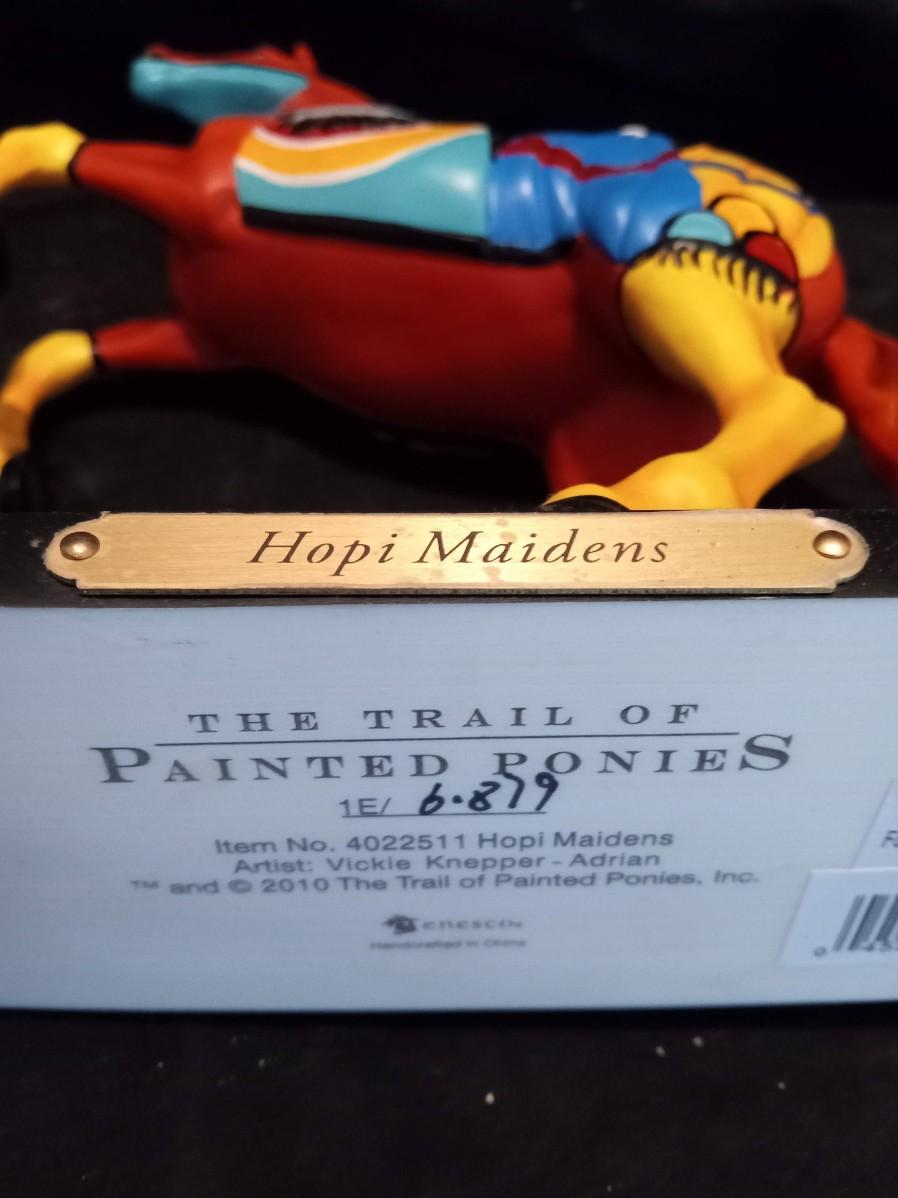 Hopi Maidens
THE TRAIL OF
PAINTED PONIES
1E/ 6.879
Item No. 4022511 Hopi Maidens
Artist: Vickie Knepper - Adrian
™ and © 2010 The Trail of Painted Ponies, Inc.
enesco
Handcrafted in China